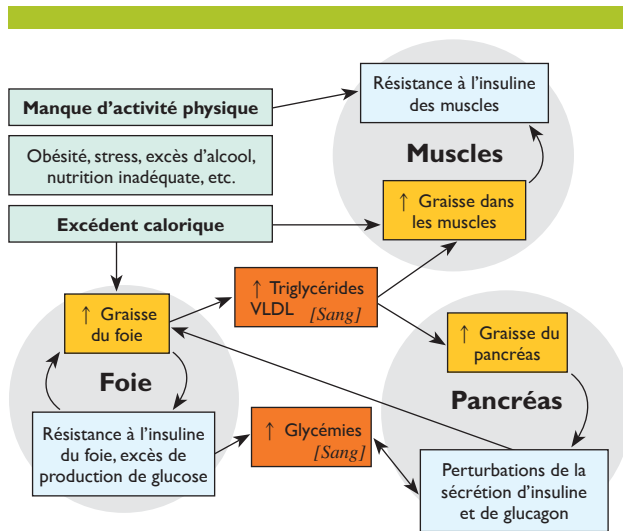 Manque d'activité physique
Résistance à l'insuline
des muscles
Obésité, stress, excès d'alcool,
nutrition inadéquate, etc.
Muscles
Excédent calorique
↑ Graisse dans
les muscles
↑ Graisse
du foie
↑ Triglycérides
VLDL [Sang]
↑ Graisse du
pancréas
Foie
Pancréas
Résistance à l'insuline
du foie, excès de
production de glucose
↑ Glycémies
[Sang]
Perturbations de la
sécrétion d'insuline
et de glucagon